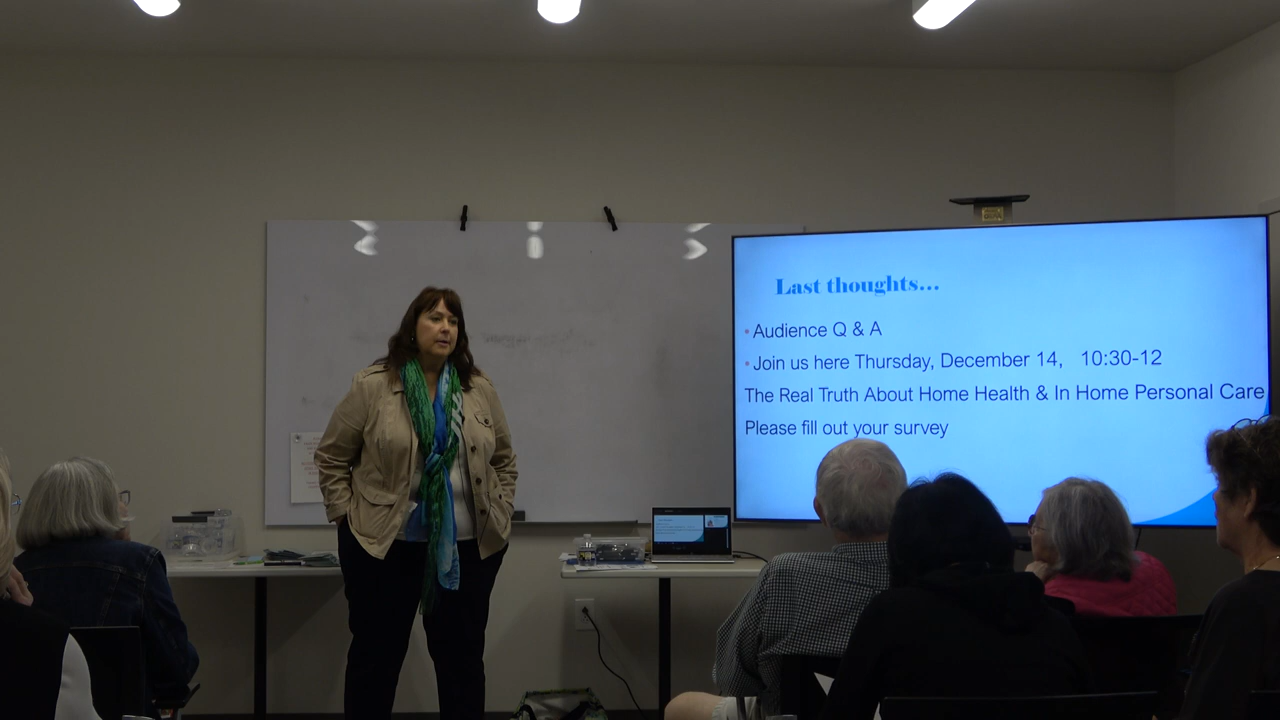 Last thoughts...
• Audience Q & A
• Join us here Thursday, December 14, 10:30-12
The Real Truth About Home Health & In Home Personal Care
Please fill out your survey